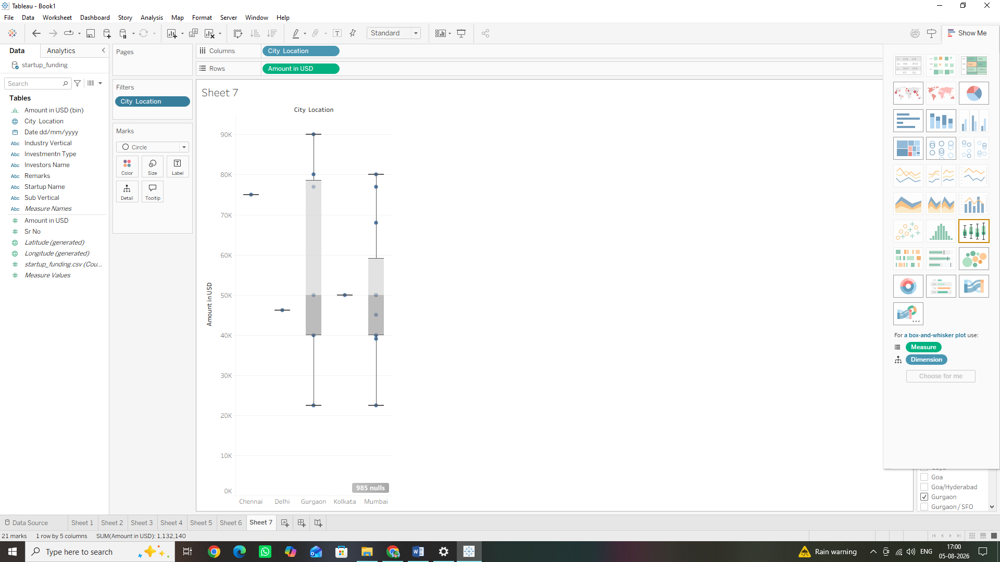 Tableau - Book1
File Data Worksheet Dashboard Story Analysis Map Format Server Window Help
Standard
Show Me
Data Analytics
startup_funding
Search
Tables
Amount in USD (bin)
City Location
Date dd/mm/yyyy
Abc Industry Vertical
Abc Investmentn Type
Abc Investors Name
Abc Remarks
Abc Startup Name
Abc Sub Vertical
Abc Measure Names
Amount in USD
Sr No
Latitude (generated)
Longitude (generated)
startup_funding.csv (Cou...
Measure Values
Pages
Filters
City Location
Marks
Circle
Color Size Label
Detail Tooltip
Columns City Location
Rows Amount in USD
Sheet 7
City Location
Amount in USD
90K
80K
70K
60K
50K
40K
30K
20K
10K
0K
985 nulls
Chennai Delhi Gurgaon Kolkata Mumbai
For a box-and-whisker plot use:
Measure
Dimension
Choose for me
Goa
Goa/Hyderabad
Gurgaon
Gurgaon / SFO
Data Source Sheet 1 Sheet 2 Sheet 3 Sheet 4 Sheet 5 Sheet 6 Sheet 7
21 marks 1 row by 5 columns SUM(Amount in USD): 1,132,140
Type here to search
Rain warning
ENG
17:00
05-08-2026